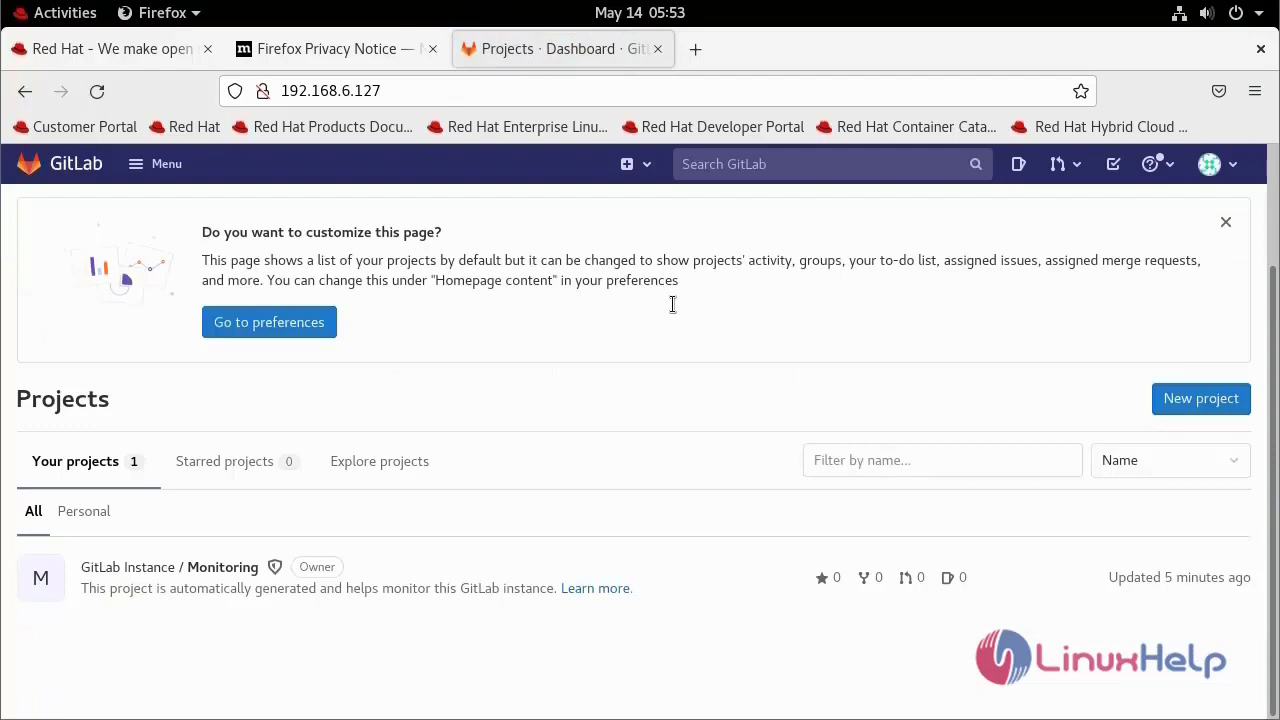 Activities Firefox May 14 05:53
Red Hat - We make open Firefox Privacy Notice — Projects · Dashboard · Git
192.168.6.127
Customer Portal Red Hat Red Hat Products Docu... Red Hat Enterprise Linu... Red Hat Developer Portal Red Hat Container Cata... Red Hat Hybrid Cloud ...
GitLab Menu Search GitLab
Do you want to customize this page?
This page shows a list of your projects by default but it can be changed to show projects' activity, groups, your to-do list, assigned issues, assigned merge requests,
and more. You can change this under "Homepage content" in your preferences
Go to preferences
Projects New project
Your projects 1 Starred projects 0 Explore projects Filter by name... Name
All Personal
M GitLab Instance / Monitoring Owner
This project is automatically generated and helps monitor this GitLab instance. Learn more. 0 0 0 0 Updated 5 minutes ago
LinuxHelp